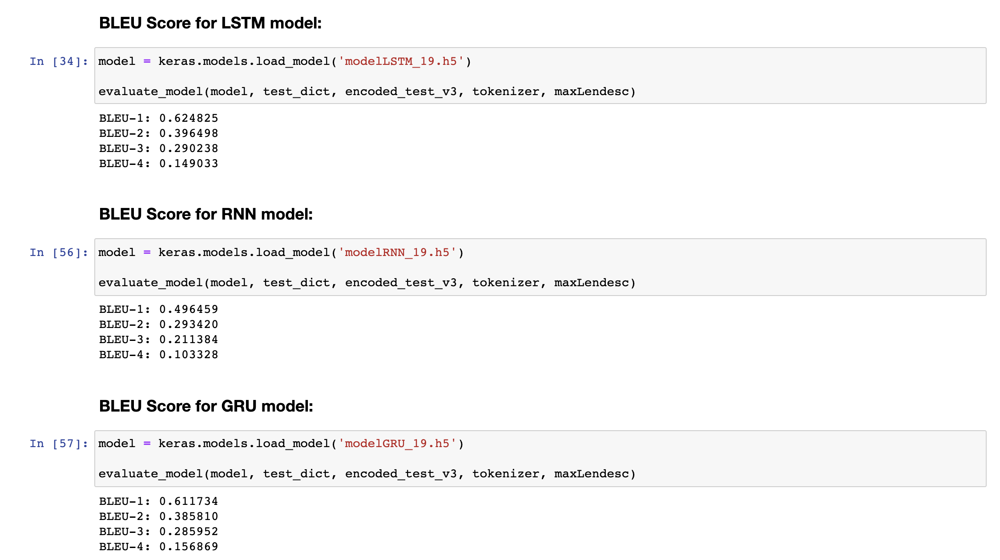 BLEU Score for LSTM model:
In [34]: model = keras.models.load_model('modelLSTM_19.h5')
evaluate_model(model, test_dict, encoded_test_v3, tokenizer, maxLendesc)
BLEU-1: 0.624825
BLEU-2: 0.396498
BLEU-3: 0.290238
BLEU-4: 0.149033
BLEU Score for RNN model:
In [56]: model = keras.models.load_model('modelRNN_19.h5')
evaluate_model(model, test_dict, encoded_test_v3, tokenizer, maxLendesc)
BLEU-1: 0.496459
BLEU-2: 0.293420
BLEU-3: 0.211384
BLEU-4: 0.103328
BLEU Score for GRU model:
In [57]: model = keras.models.load_model('modelGRU_19.h5')
evaluate_model(model, test_dict, encoded_test_v3, tokenizer, maxLendesc)
BLEU-1: 0.611734
BLEU-2: 0.385810
BLEU-3: 0.285952
BLEU-4: 0.156869